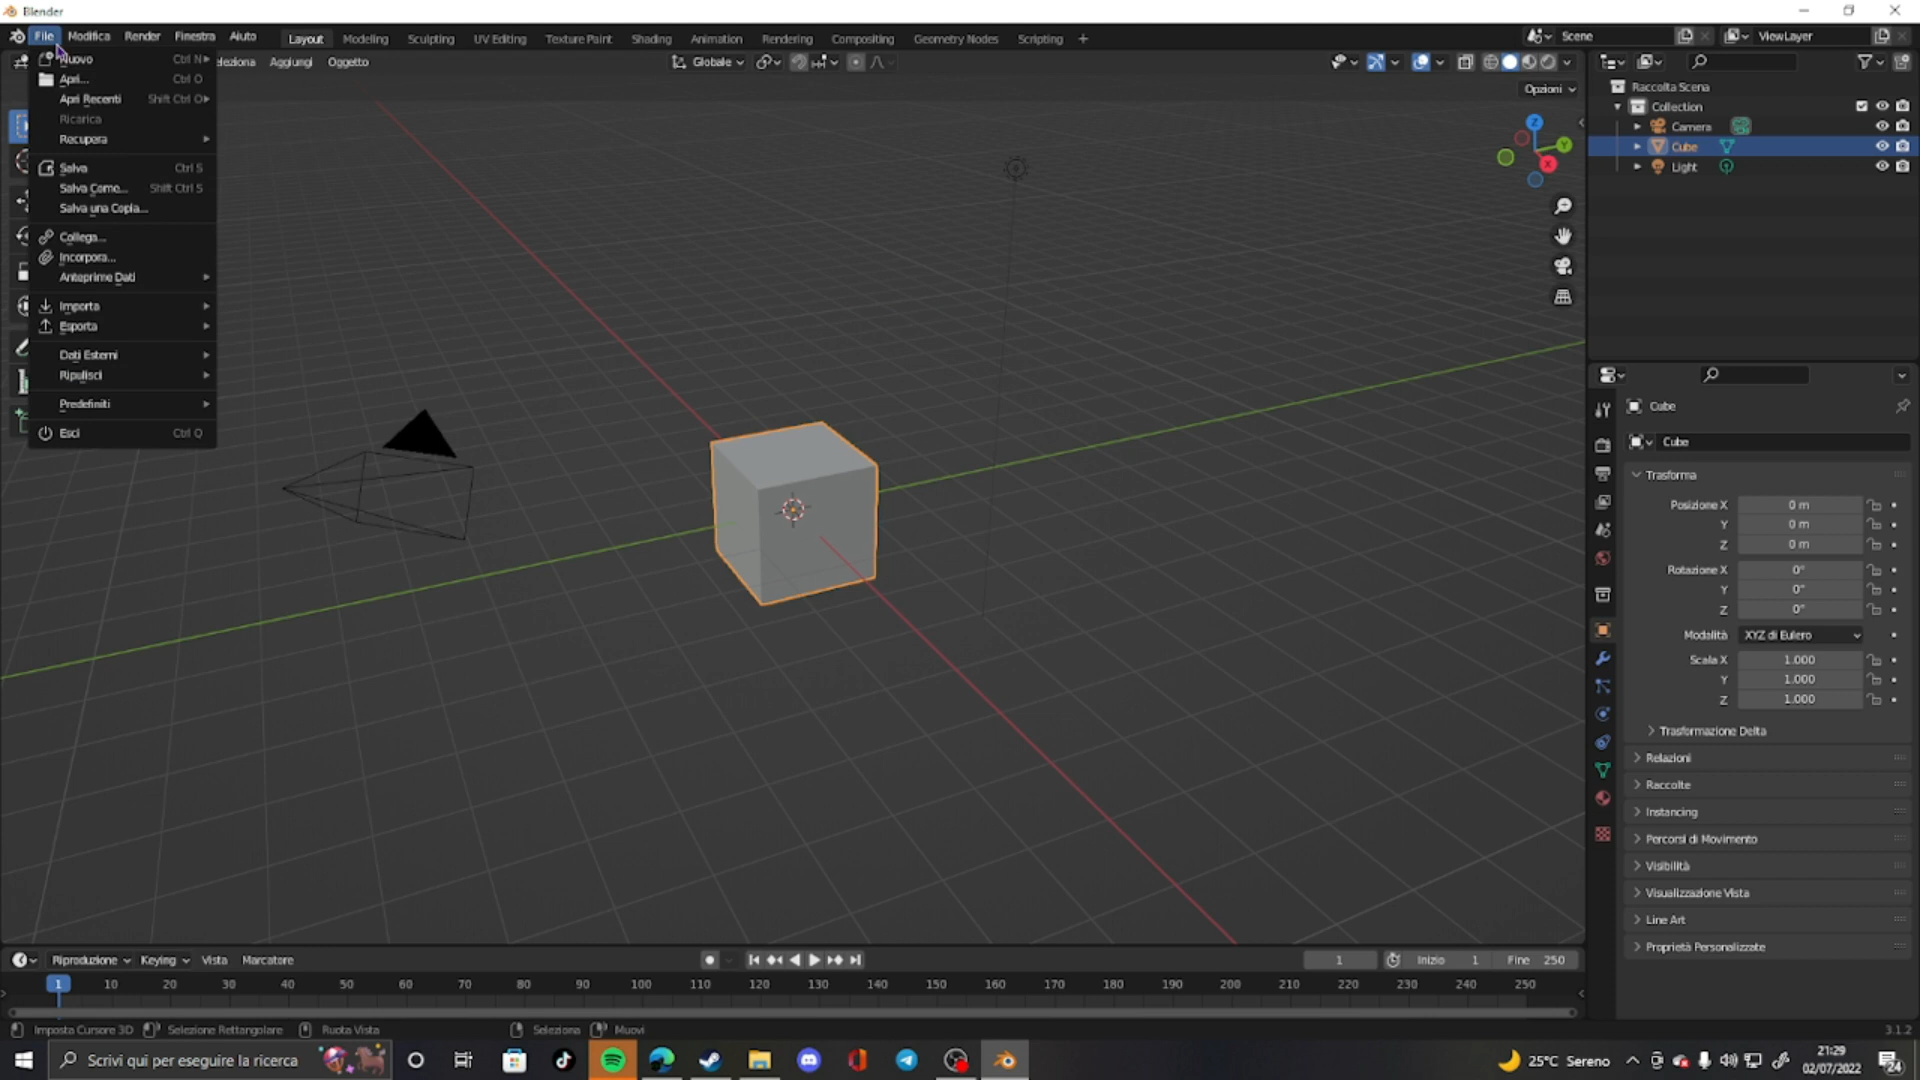 Blender
File Modifica Render Finestra Aiuto Layout Modeling Sculpting UV Editing Texture Paint Shading Animation Rendering Compositing Geometry Nodes Scripting + Scene ViewLayer
eleziona Aggiungi Oggetto Globale
Opzioni
Nuovo Ctrl N
Apri... Ctrl O
Apri Recenti Shift Ctrl O
Ricarica
Recupera
Salva Ctrl S
Salva Come... Shift Ctrl S
Salva una Copia...
Collega...
Incorpora...
Anteprime Dati
Importa
Esporta
Dati Esterni
Ripulisci
Predefiniti
Esci Ctrl Q
Z
Y
X
Raccolta Scena
Collection
Camera
Cube
Light
Cube
Cube
Trasforma
Posizione X 0 m
Y 0 m
Z 0 m
Rotazione X 0°
Y 0°
Z 0°
Modalità XYZ di Eulero
Scala X 1.000
Y 1.000
Z 1.000
Trasformazione Delta
Relazioni
Raccolte
Instancing
Percorsi di Movimento
Visibilità
Visualizzazione Vista
Line Art
Proprietà Personalizzate
Riproduzione Keying Vista Marcatore 1 Inizio 1 Fine 250
1 10 20 30 40 50 60 70 80 90 100 110 120 130 140 150 160 170 180 190 200 210 220 230 240 250
Imposta Cursore 3D Selezione Rettangolare Ruota Vista Seleziona Muovi 3.1.2
Scrivi qui per eseguire la ricerca 25°C Sereno 21:29
02/07/2022 24